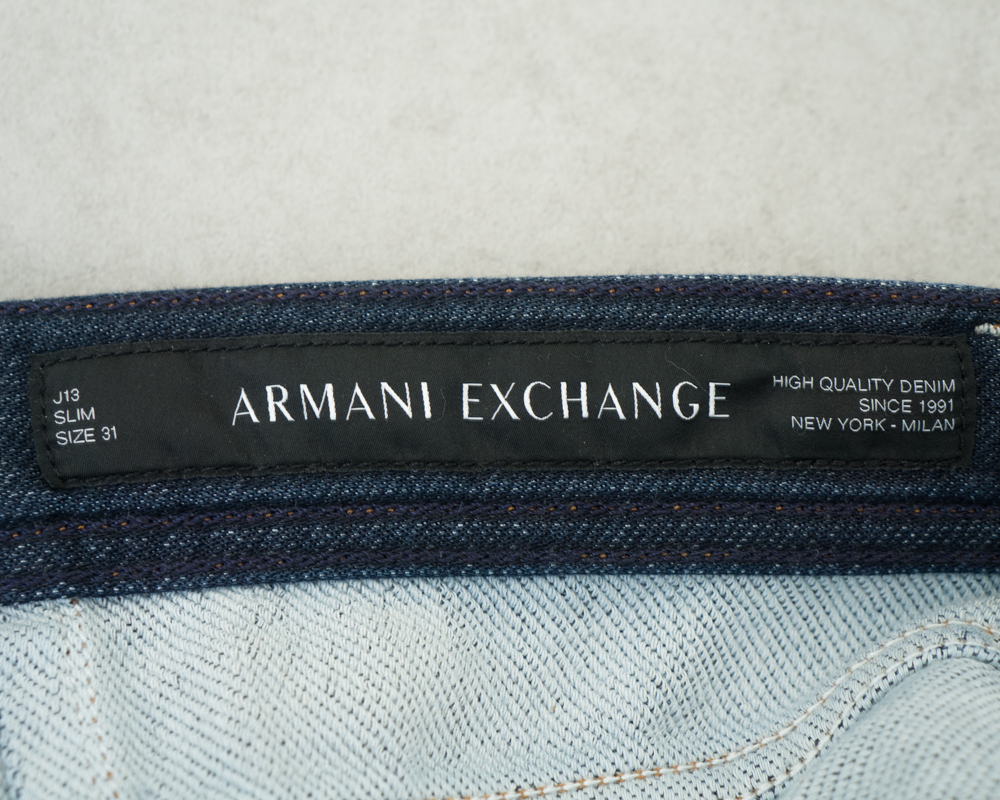 J13
SLIM
SIZE 31
ARMANI EXCHANGE
HIGH QUALITY DENIM
SINCE 1991
NEW YORK - MILAN